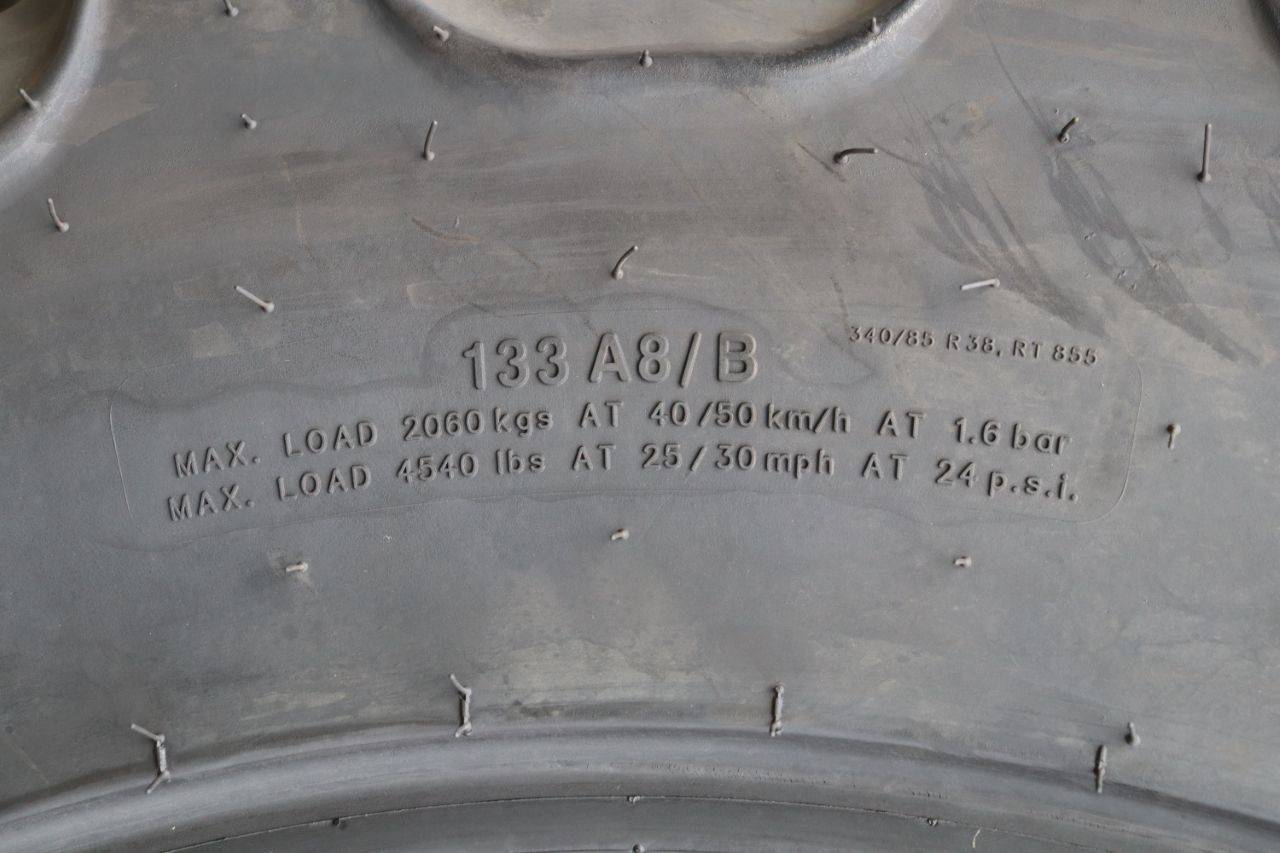 133 A8/B
340/85 R38, RT 855
MAX. LOAD 2060 kgs AT 40/50 km/h AT 1.6 bar
MAX. LOAD 4540 lbs AT 25/30 mph AT 24 p.s.i.